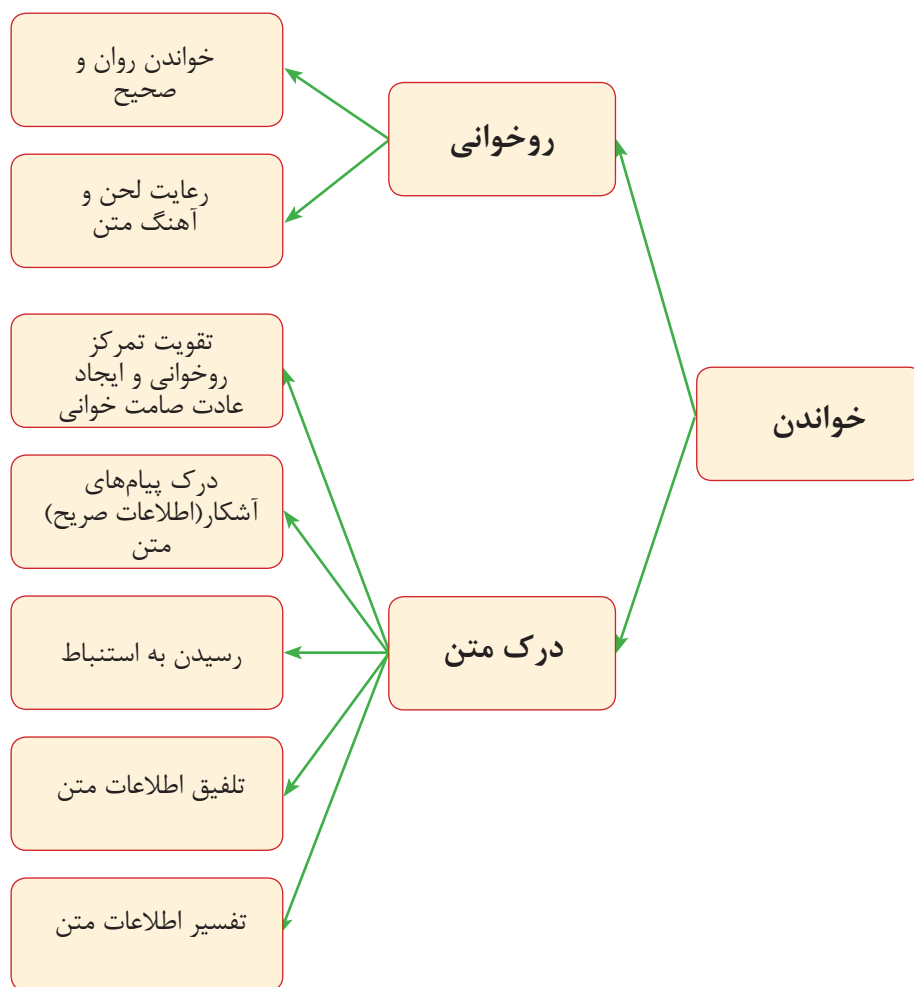 خواندن
روخوانی
خواندن روان و
صحیح
رعایت لحن و
آهنگ متن
درک متن
تقویت تمرکز
روخوانی و ایجاد
عادت صامت خوانی
درک پیام‌های
آشکار(اطلاعات صریح)
متن
رسیدن به استنباط
تلفیق اطلاعات متن
تفسیر اطلاعات متن